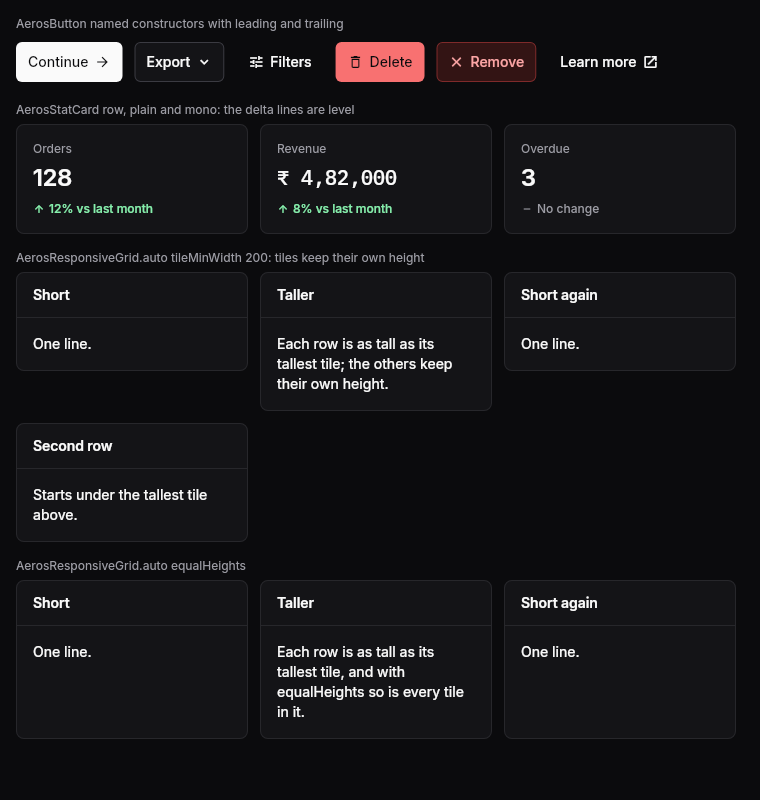 AerosButton named constructors with leading and trailing
Continue Export Filters Delete Remove Learn more
AerosStatCard row, plain and mono: the delta lines are level
Orders Revenue Overdue
128 ₹ 4,82,000 3
12% vs last month 8% vs last month No change
AerosResponsiveGrid.auto tileMinWidth 200: tiles keep their own height
Short
One line.
Taller
Each row is as tall as its
tallest tile; the others keep
their own height.
Short again
One line.
Second row
Starts under the tallest tile
above.
AerosResponsiveGrid.auto equalHeights
Short
One line.
Taller
Each row is as tall as its
tallest tile, and with
equalHeights so is every tile
in it.
Short again
One line.